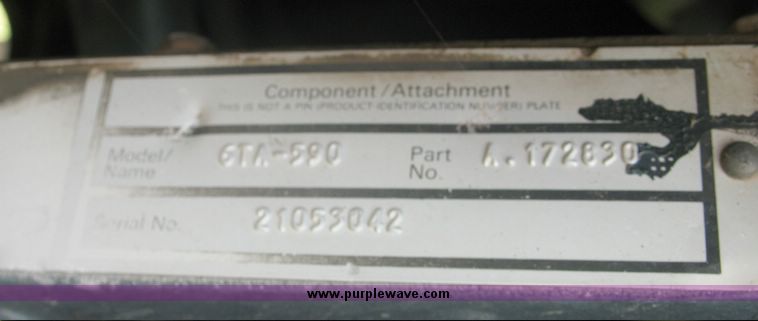 Component/Attachment
THIS IS NOT A PIN (PRODUCT IDENTIFICATION NUMBER) PLATE
Model/ Name 6TA-590 Part No. A.172830
Serial No. 21053042
www.purplewave.com